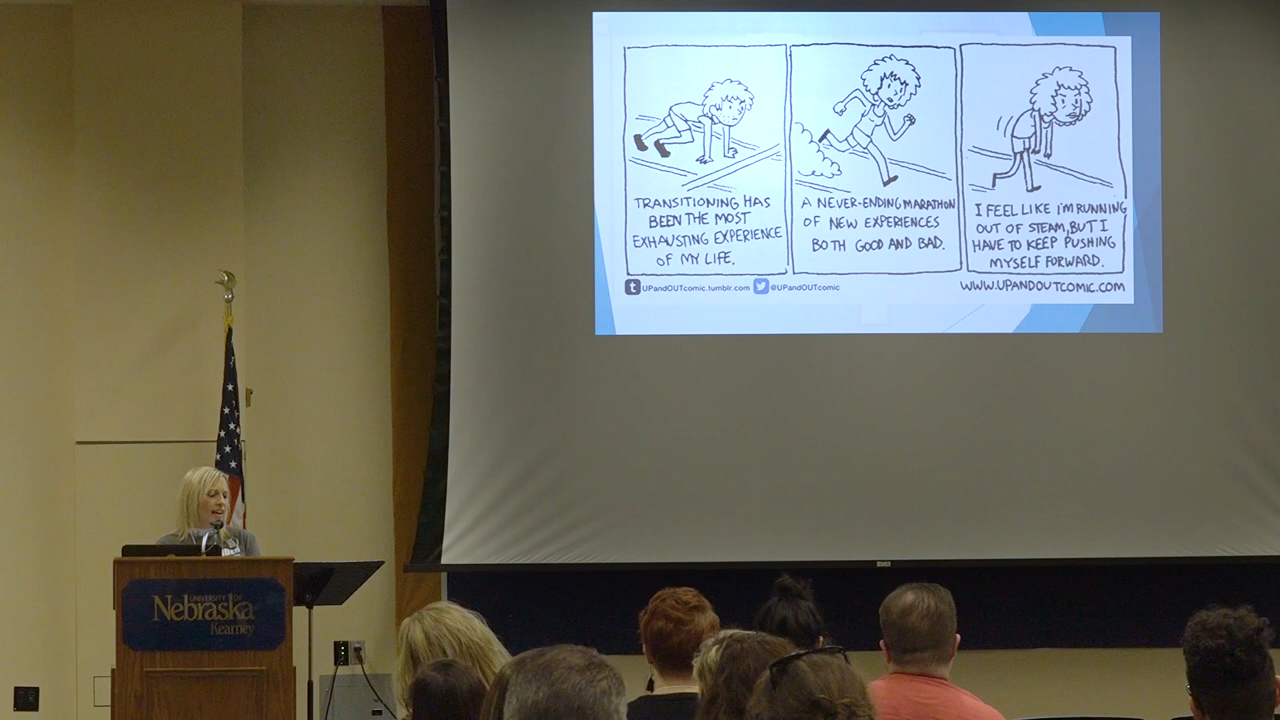 TRANSITIONING HAS
BEEN THE MOST
EXHAUSTING EXPERIENCE
OF MY LIFE.
A NEVER-ENDING MARATHON
OF NEW EXPERIENCES
BOTH GOOD AND BAD.
I FEEL LIKE I'M RUNNING
OUT OF STEAM, BUT I
HAVE TO KEEP PUSHING
MYSELF FORWARD.
t UPandOUTcomic.tumblr.com @UPandOUTcomic
WWW.UPANDOUTCOMIC.COM
UNIVERSITY OF
Nebraska
Kearney